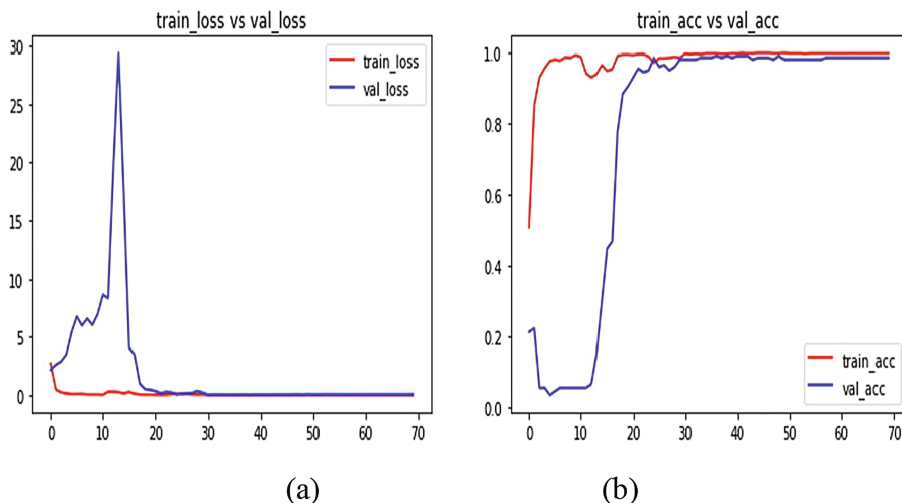 train_loss vs val_loss
30
25
20
15
10
5
0
train_loss
val_loss
0 10 20 30 40 50 60 70
(a)
train_acc vs val_acc
1.0
0.8
0.6
0.4
0.2
0.0
train_acc
val_acc
0 10 20 30 40 50 60 70
(b)